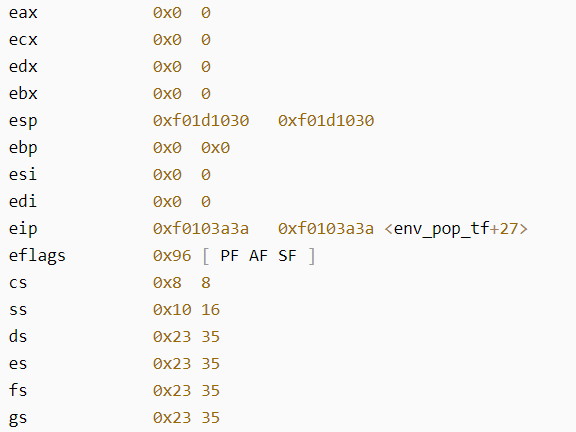 eax 0x0 0
ecx 0x0 0
edx 0x0 0
ebx 0x0 0
esp 0xf01d1030 0xf01d1030
ebp 0x0 0x0
esi 0x0 0
edi 0x0 0
eip 0xf0103a3a 0xf0103a3a <env_pop_tf+27>
eflags 0x96 [ PF AF SF ]
cs 0x8 8
ss 0x10 16
ds 0x23 35
es 0x23 35
fs 0x23 35
gs 0x23 35